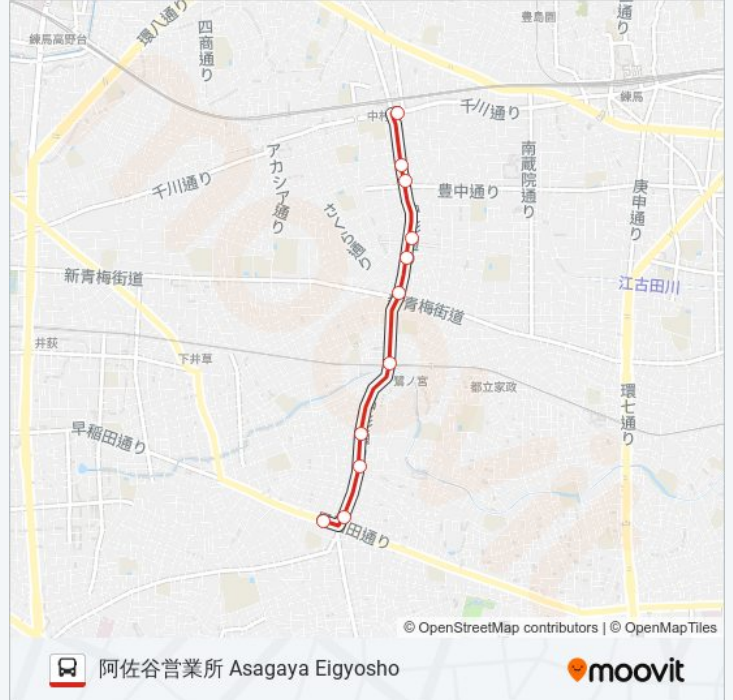 環八通り
四商通り
豊島園
通り
練馬高野台
練馬
中村
千川通り
南蔵院通り
アカシア通り
千川通り
豊中通り
庚申通り
さくら通り
新青梅街道
青梅街道
江古田川
井荻
下井草
鷺ノ宮
都立家政
環七通り
早稲田通り
田通り
© OpenStreetMap contributors | © OpenMapTiles
阿佐谷営業所 Asagaya Eigyosho
moovit